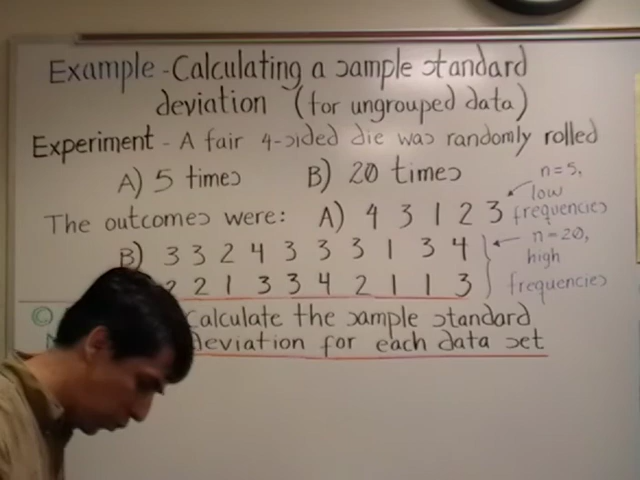 Example - Calculating a sample standard
deviation (for ungrouped data)
Experiment - A fair 4-sided die was randomly rolled
A) 5 times B) 20 times
The outcomes were: A) 4 3 1 2 3 n=5, low frequencies
B) 3 3 2 4 3 3 3 1 3 4 n=20, high frequencies
2 2 1 3 3 4 2 1 1 3
Calculate the sample standard
deviation for each data set